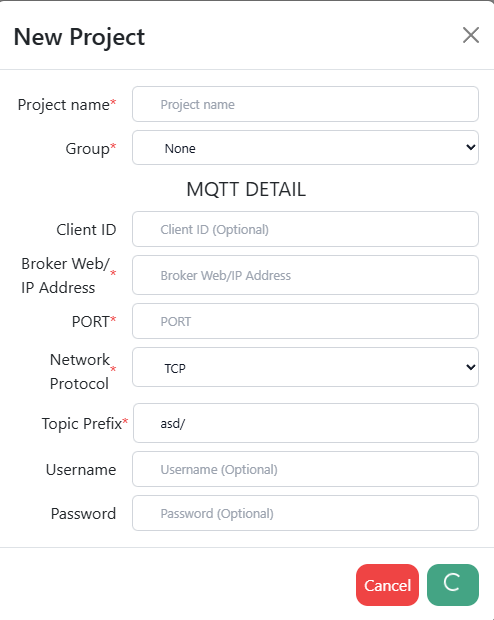 New Project
Project name* Project name
Group* None
MQTT DETAIL
Client ID Client ID (Optional)
Broker Web/
IP Address* Broker Web/IP Address
PORT* PORT
Network
Protocol* TCP
Topic Prefix* asd/
Username Username (Optional)
Password Password (Optional)
Cancel